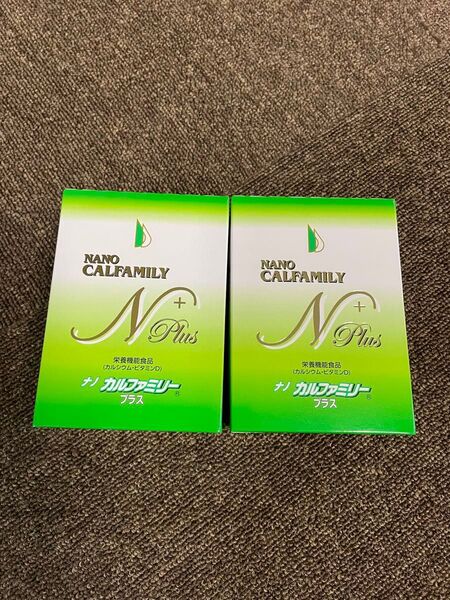 NANO
CALFAMILY
N+
Plus
栄養機能食品
(カルシウム・ビタミンD)
ナノ カルファミリー®
プラス
NANO
CALFAMILY
N+
Plus
栄養機能食品
(カルシウム・ビタミンD)
ナノ カルファミリー®
プラス